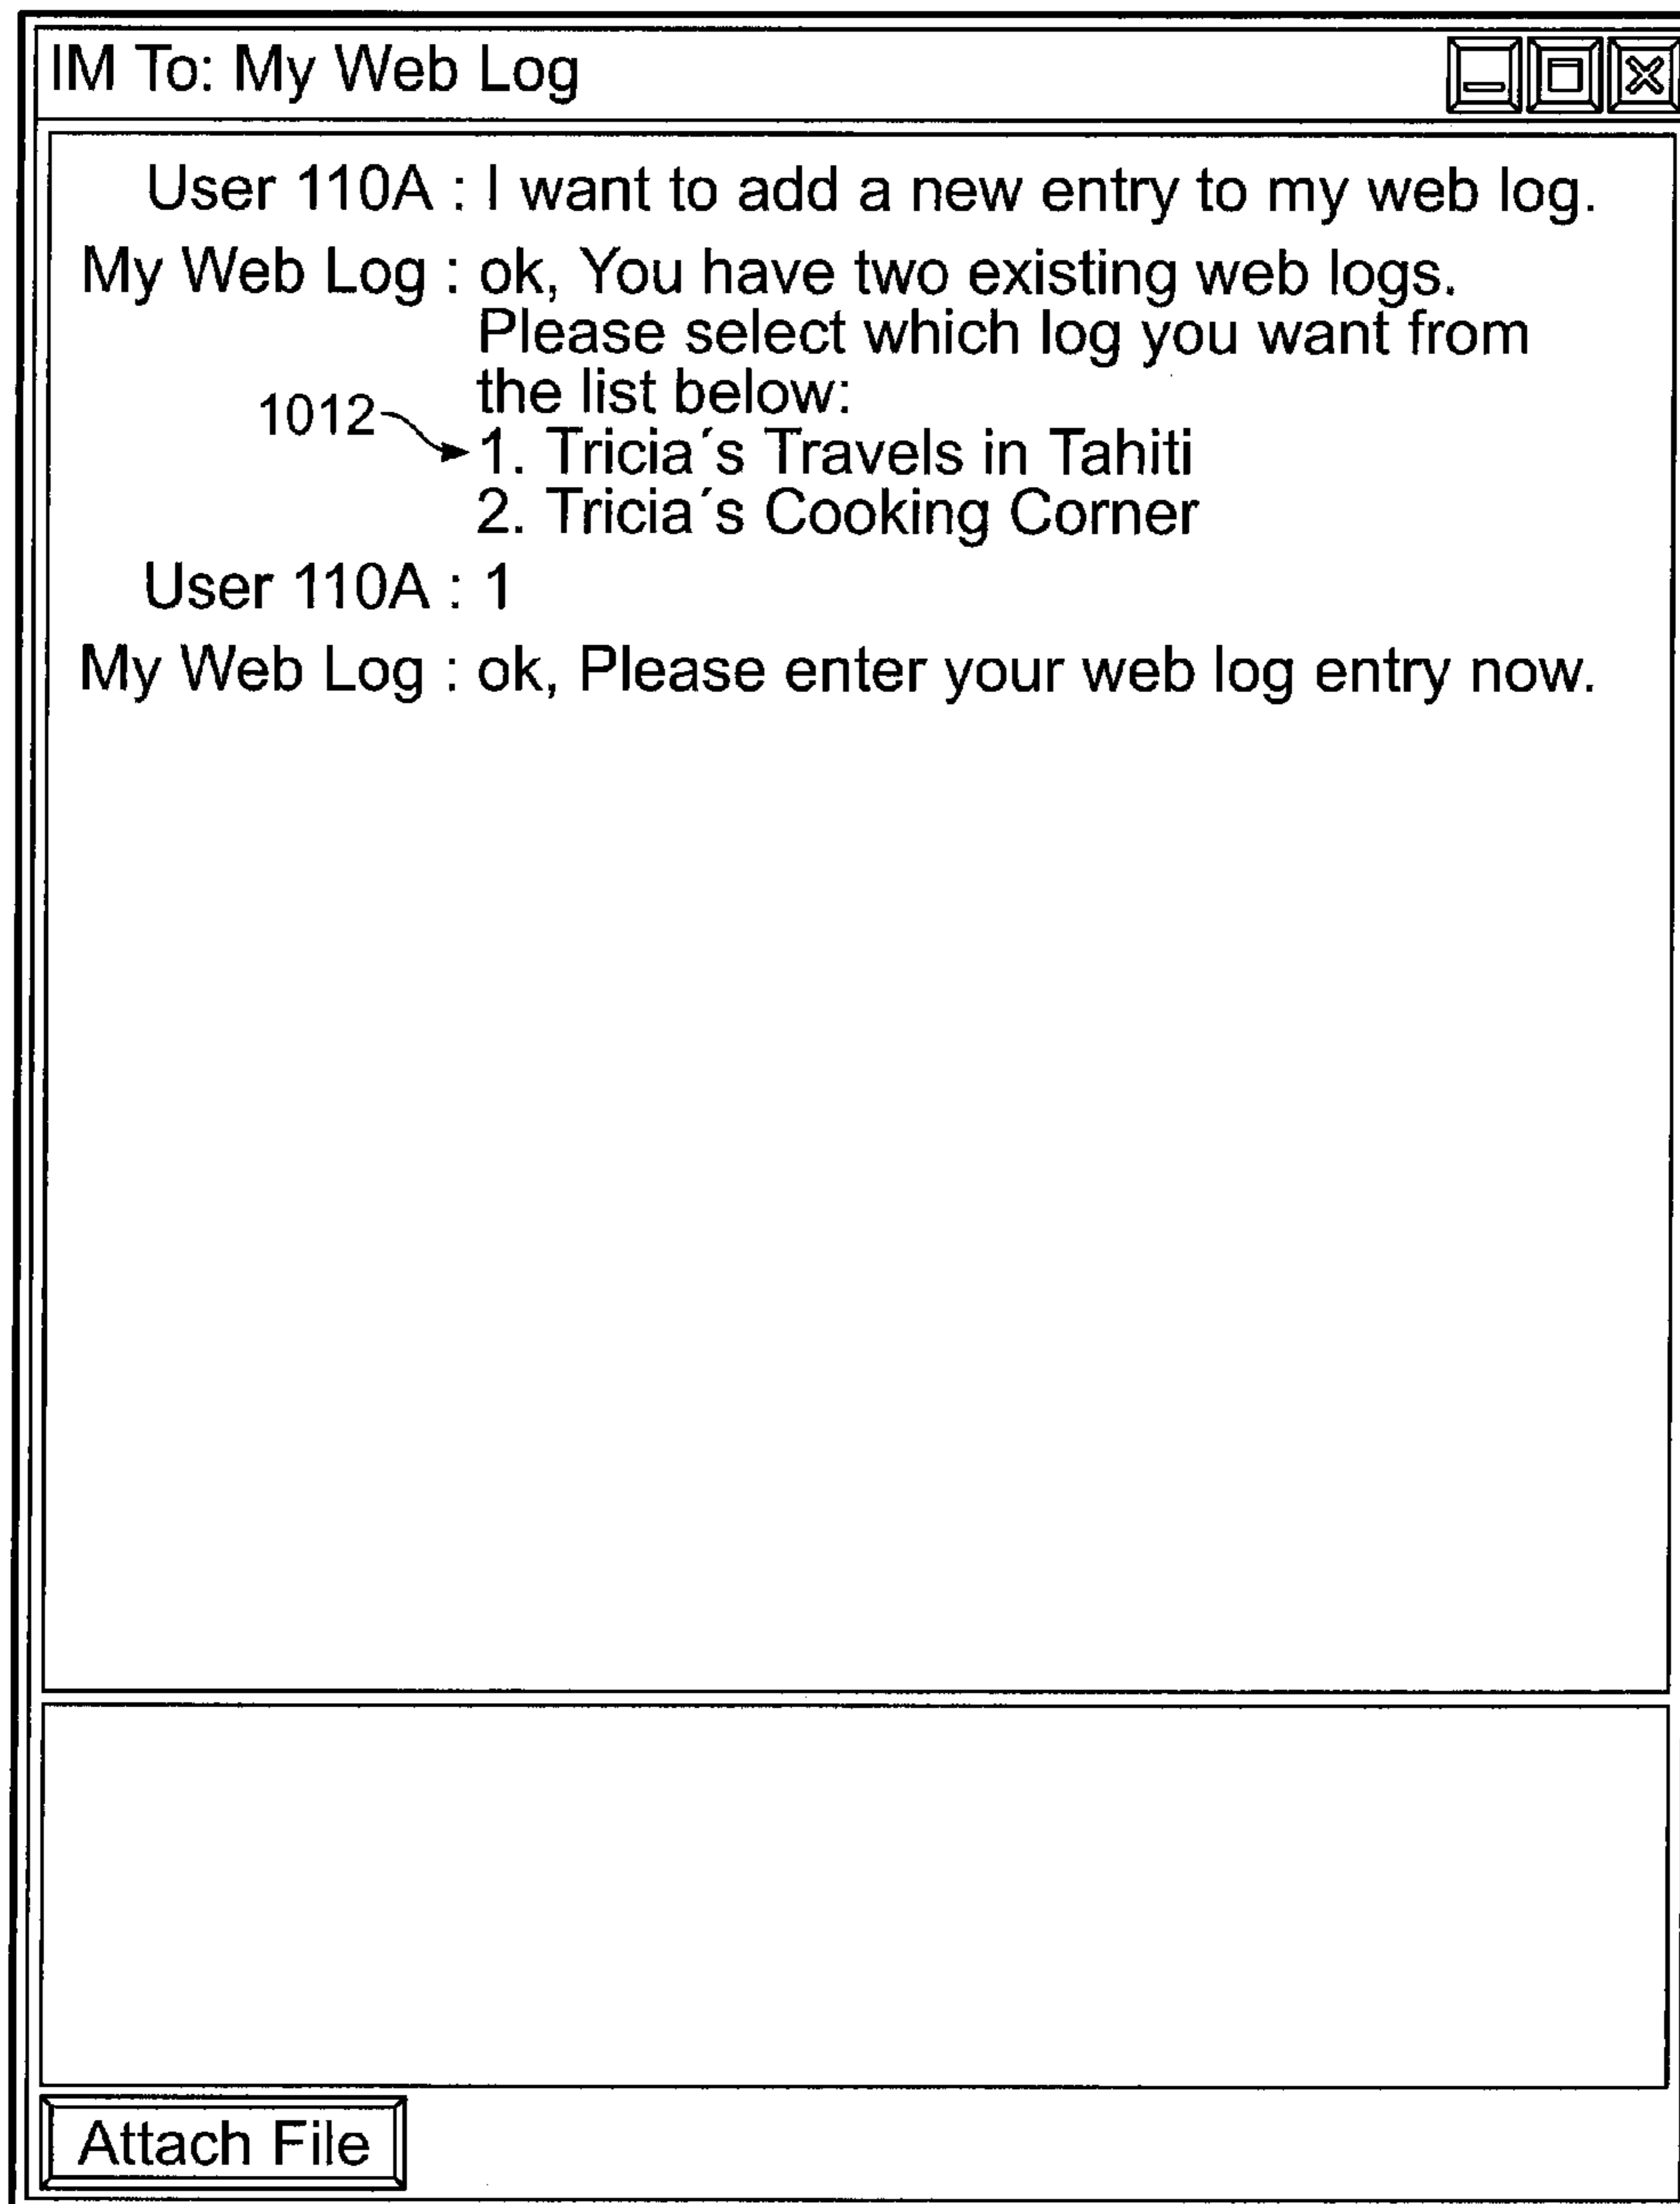 IM To: My Web Log
User 110A : I want to add a new entry to my web log.
My Web Log : ok, You have two existing web logs.
Please select which log you want from
the list below:
1012
1. Tricia´s Travels in Tahiti
2. Tricia´s Cooking Corner
User 110A : 1
My Web Log : ok, Please enter your web log entry now.
Attach File